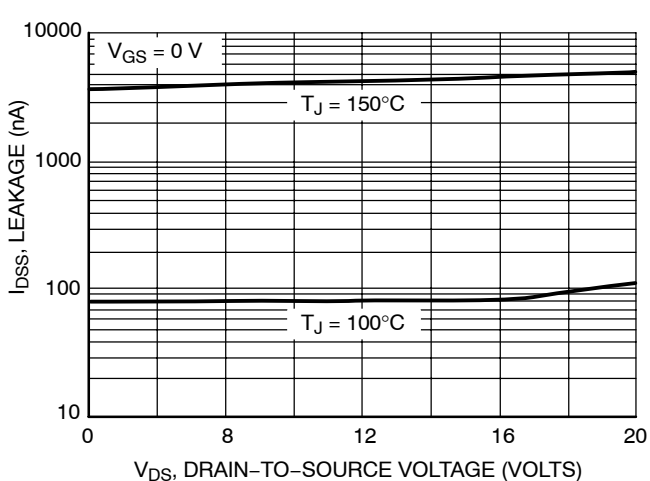 10000
V_GS = 0 V
T_J = 150°C
1000
I_DSS, LEAKAGE (nA)
100
T_J = 100°C
10
0 8 12 16 20
V_DS, DRAIN−TO−SOURCE VOLTAGE (VOLTS)